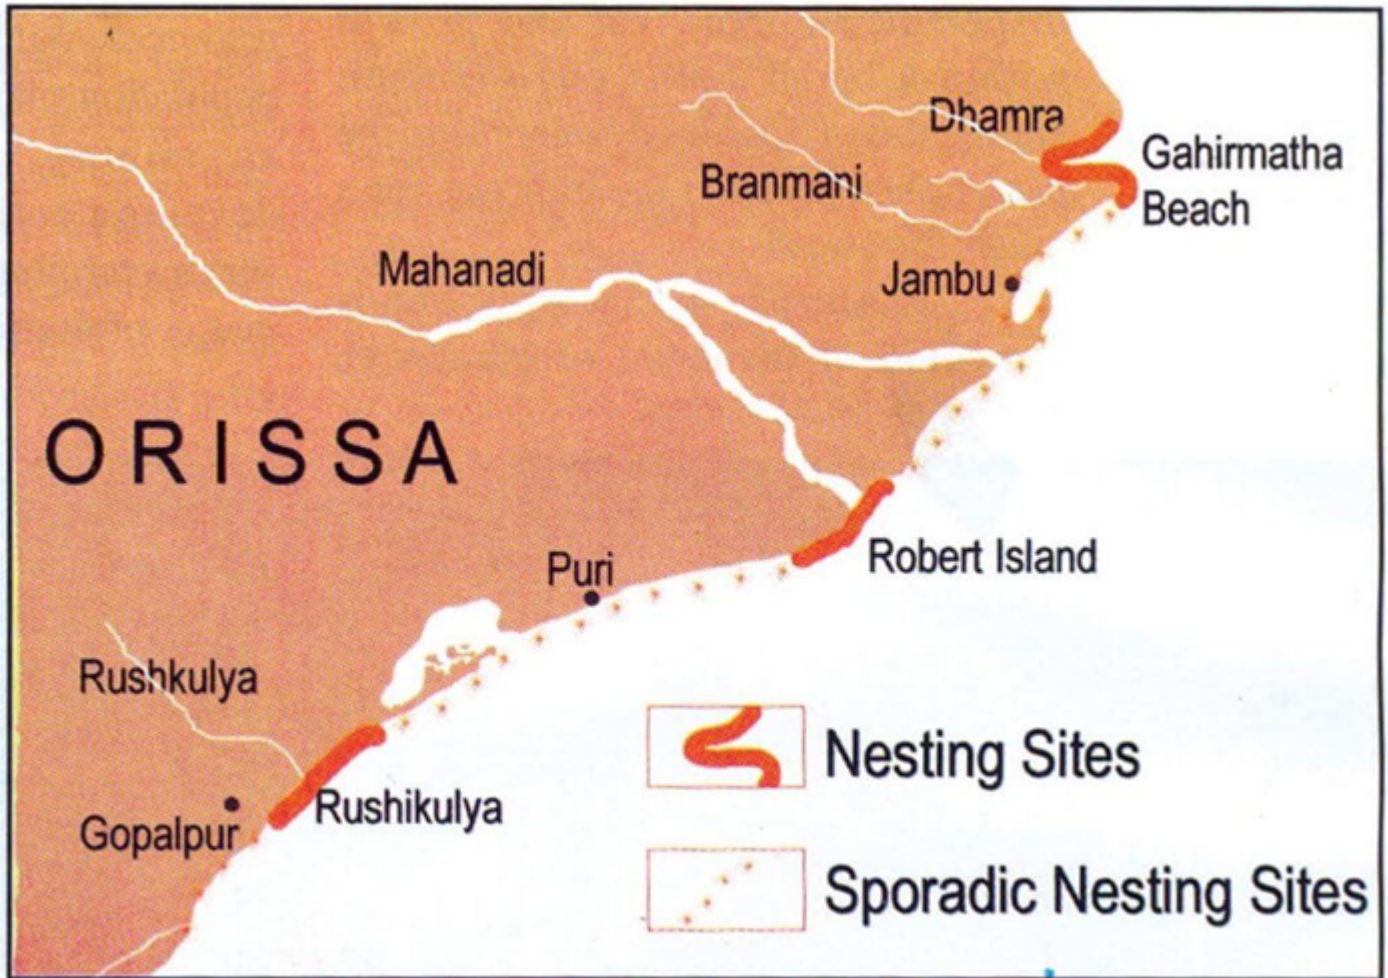 Dhamra
Gahirmatha
Beach
Branmani
Mahanadi
Jambu
ORISSA
Robert Island
Puri
Rushkulya
Nesting Sites
Rushikulya
Gopalpur
Sporadic Nesting Sites